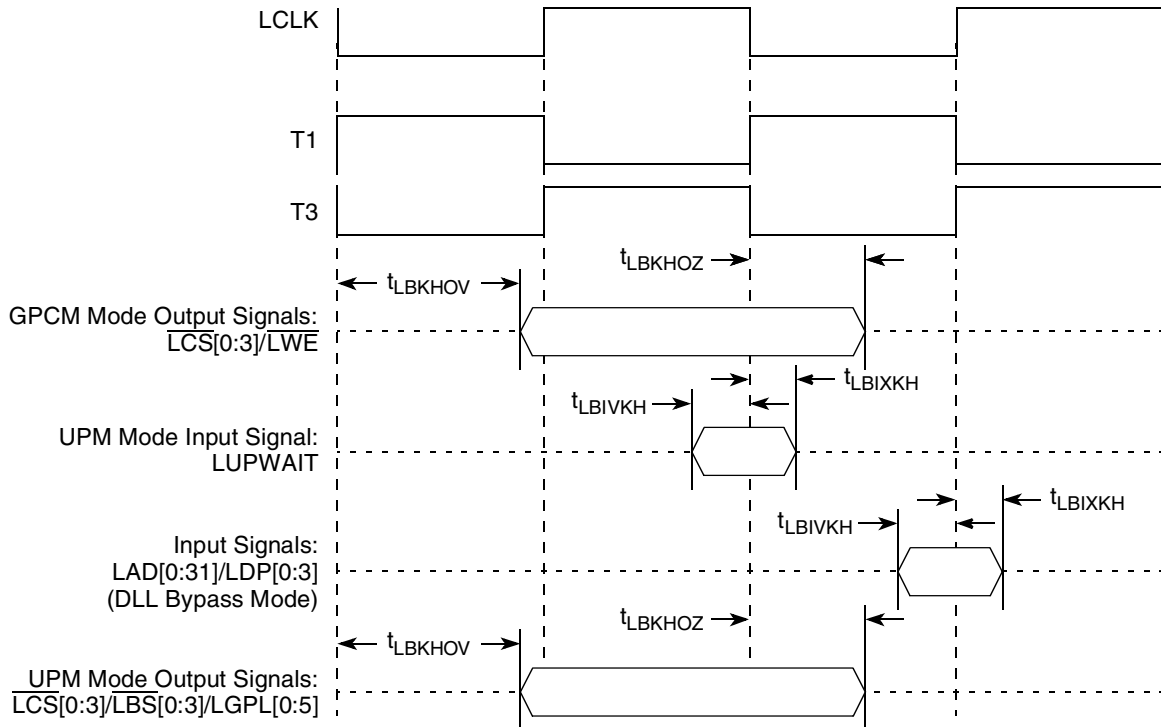 LCLK
T1
T3
tLBKHOZ
tLBKHOV
GPCM Mode Output Signals:
LCS[0:3]/LWE
tLBIXKH
tLBIVKH
UPM Mode Input Signal:
LUPWAIT
tLBIXKH
tLBIVKH
Input Signals:
LAD[0:31]/LDP[0:3]
(DLL Bypass Mode)
tLBKHOZ
tLBKHOV
UPM Mode Output Signals:
LCS[0:3]/LBS[0:3]/LGPL[0:5]